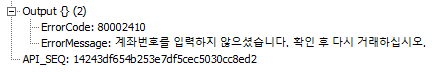 Output {} (2)
ErrorCode: 80002410
ErrorMessage: 계좌번호를 입력하지 않으셨습니다. 확인 후 다시 거래하십시오.
API_SEQ: 14243df654b253e7df5cec5030cc8ed2